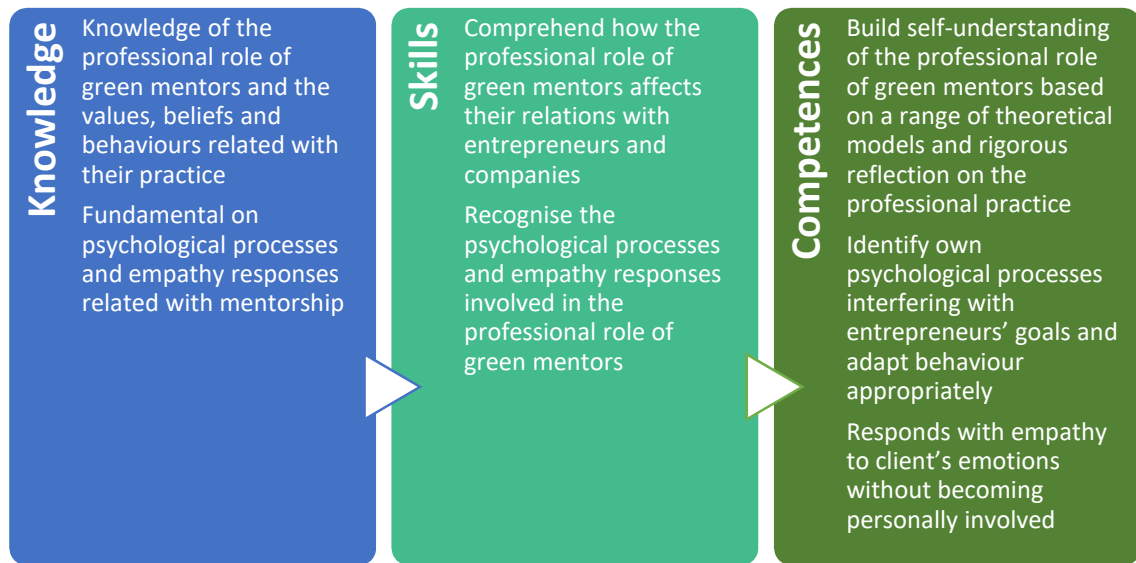 Knowledge
Knowledge of the
professional role of
green mentors and the
values, beliefs and
behaviours related with
their practice
Fundamental on
psychological processes
and empathy responses
related with mentorship
Skills
Comprehend how the
professional role of
green mentors affects
their relations with
entrepreneurs and
companies
Recognise the
psychological processes
and empathy responses
involved in the
professional role of
green mentors
Competences
Build self-understanding
of the professional role
of green mentors based
on a range of theoretical
models and rigorous
reflection on the
professional practice
Identify own
psychological processes
interfering with
entrepreneurs’ goals and
adapt behaviour
appropriately
Responds with empathy
to client’s emotions
without becoming
personally involved